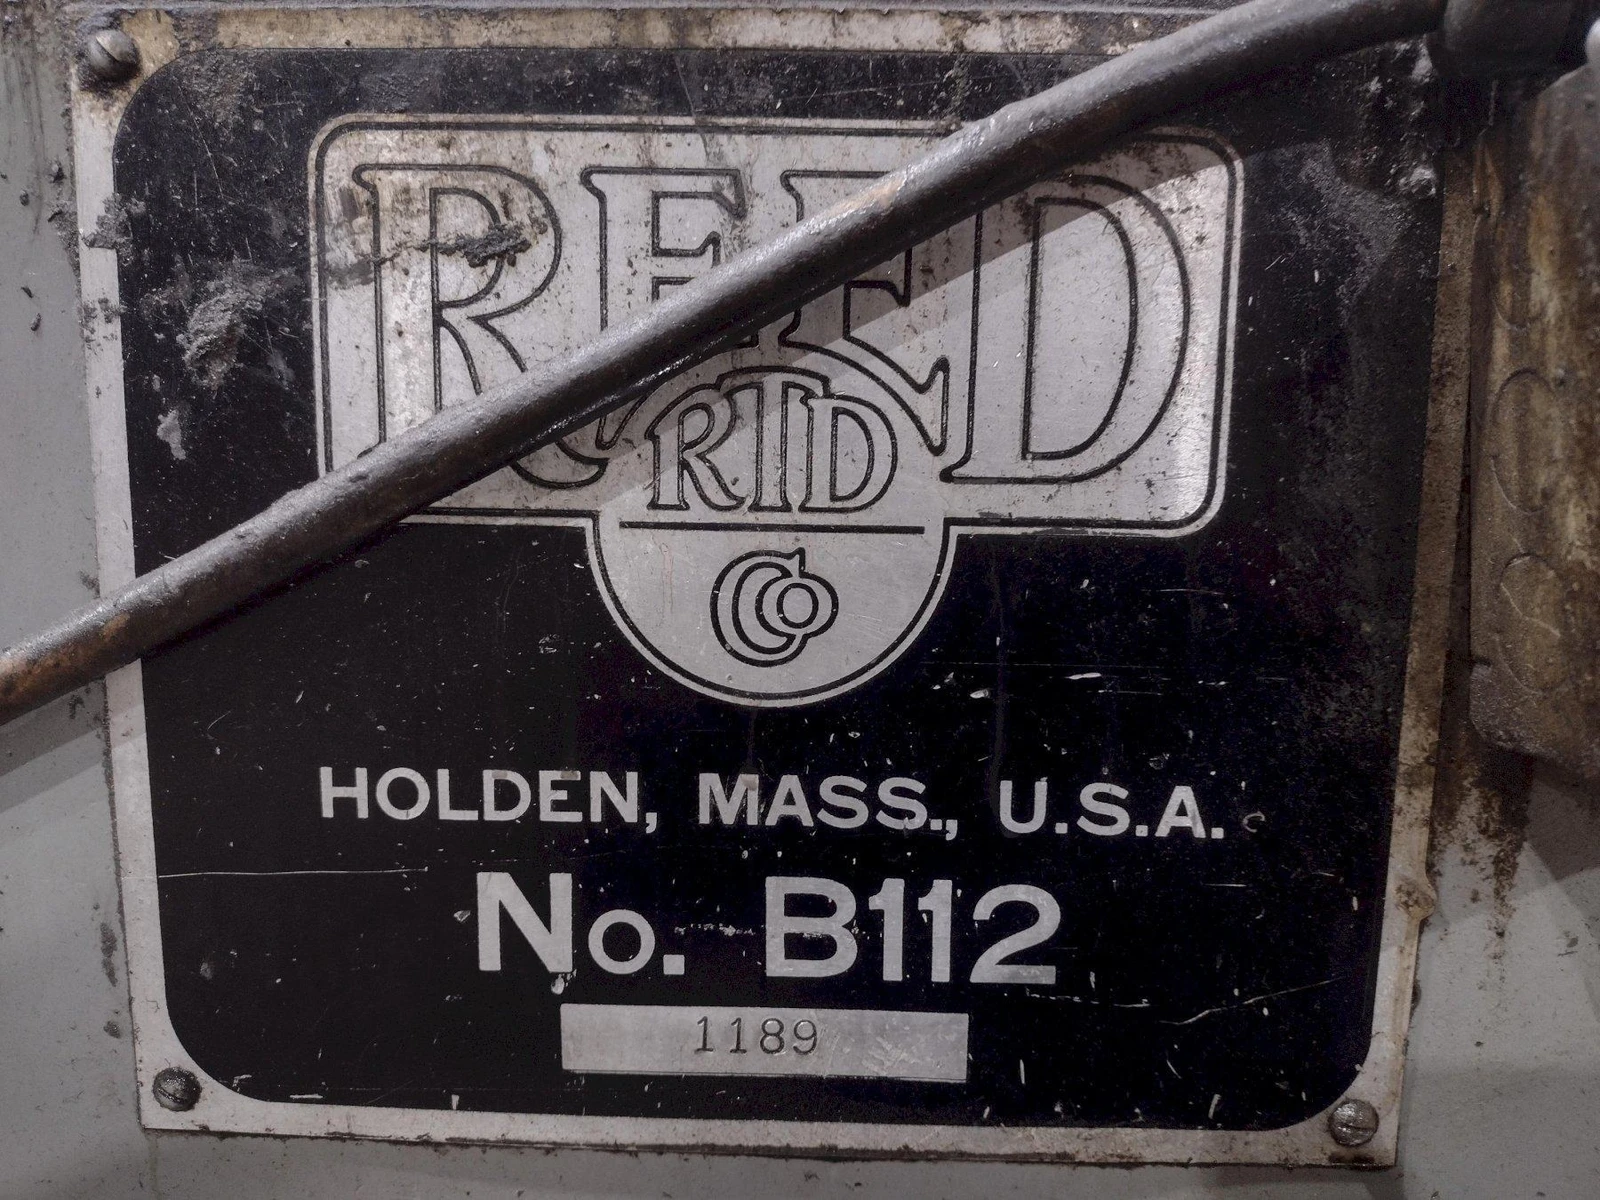 REED
RTD
Co
HOLDEN, MASS., U.S.A.
No. B112
1189